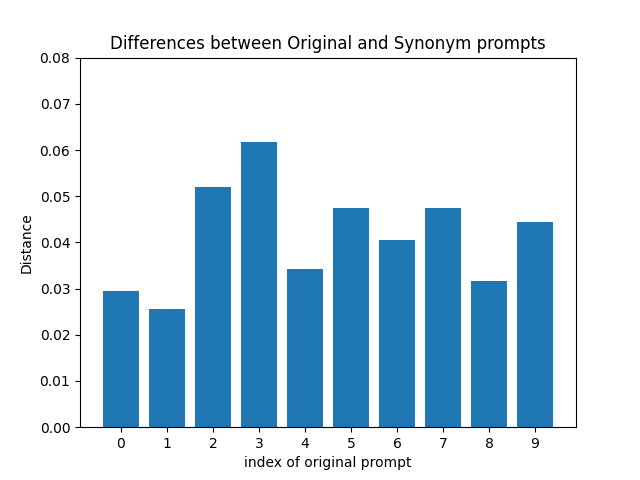 Differences between Original and Synonym prompts
0.08
0.07
0.06
0.05
0.04
0.03
0.02
0.01
0.00
Distance
0 1 2 3 4 5 6 7 8 9
index of original prompt